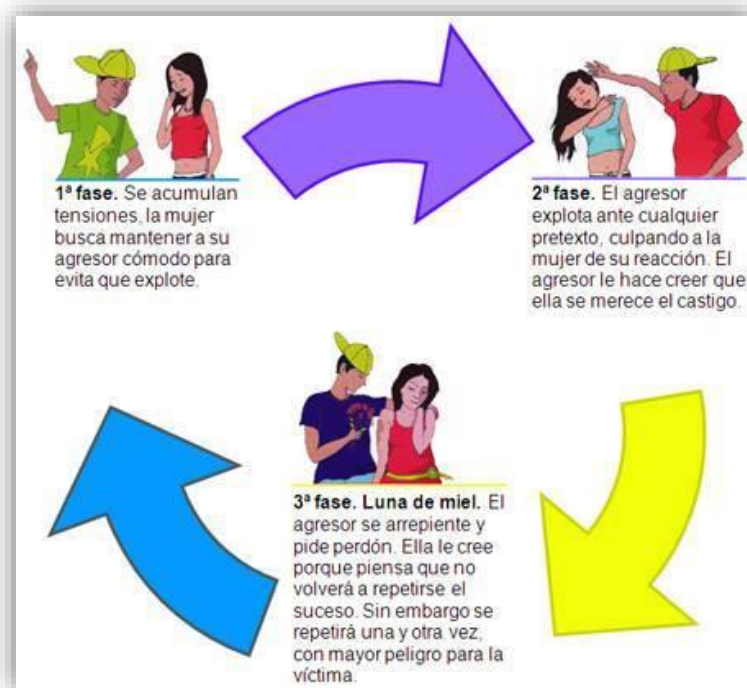 1ª fase. Se acumulan
tensiones, la mujer
busca mantener a su
agresor cómodo para
evita que explote.
2ª fase. El agresor
explota ante cualquier
pretexto, culpando a la
mujer de su reacción. El
agresor le hace creer que
ella se merece el castigo.
3ª fase. Luna de miel. El
agresor se arrepiente y
pide perdón. Ella le cree
porque piensa que no
volverá a repetirse el
suceso. Sin embargo se
repetirá una y otra vez,
con mayor peligro para la
víctima.